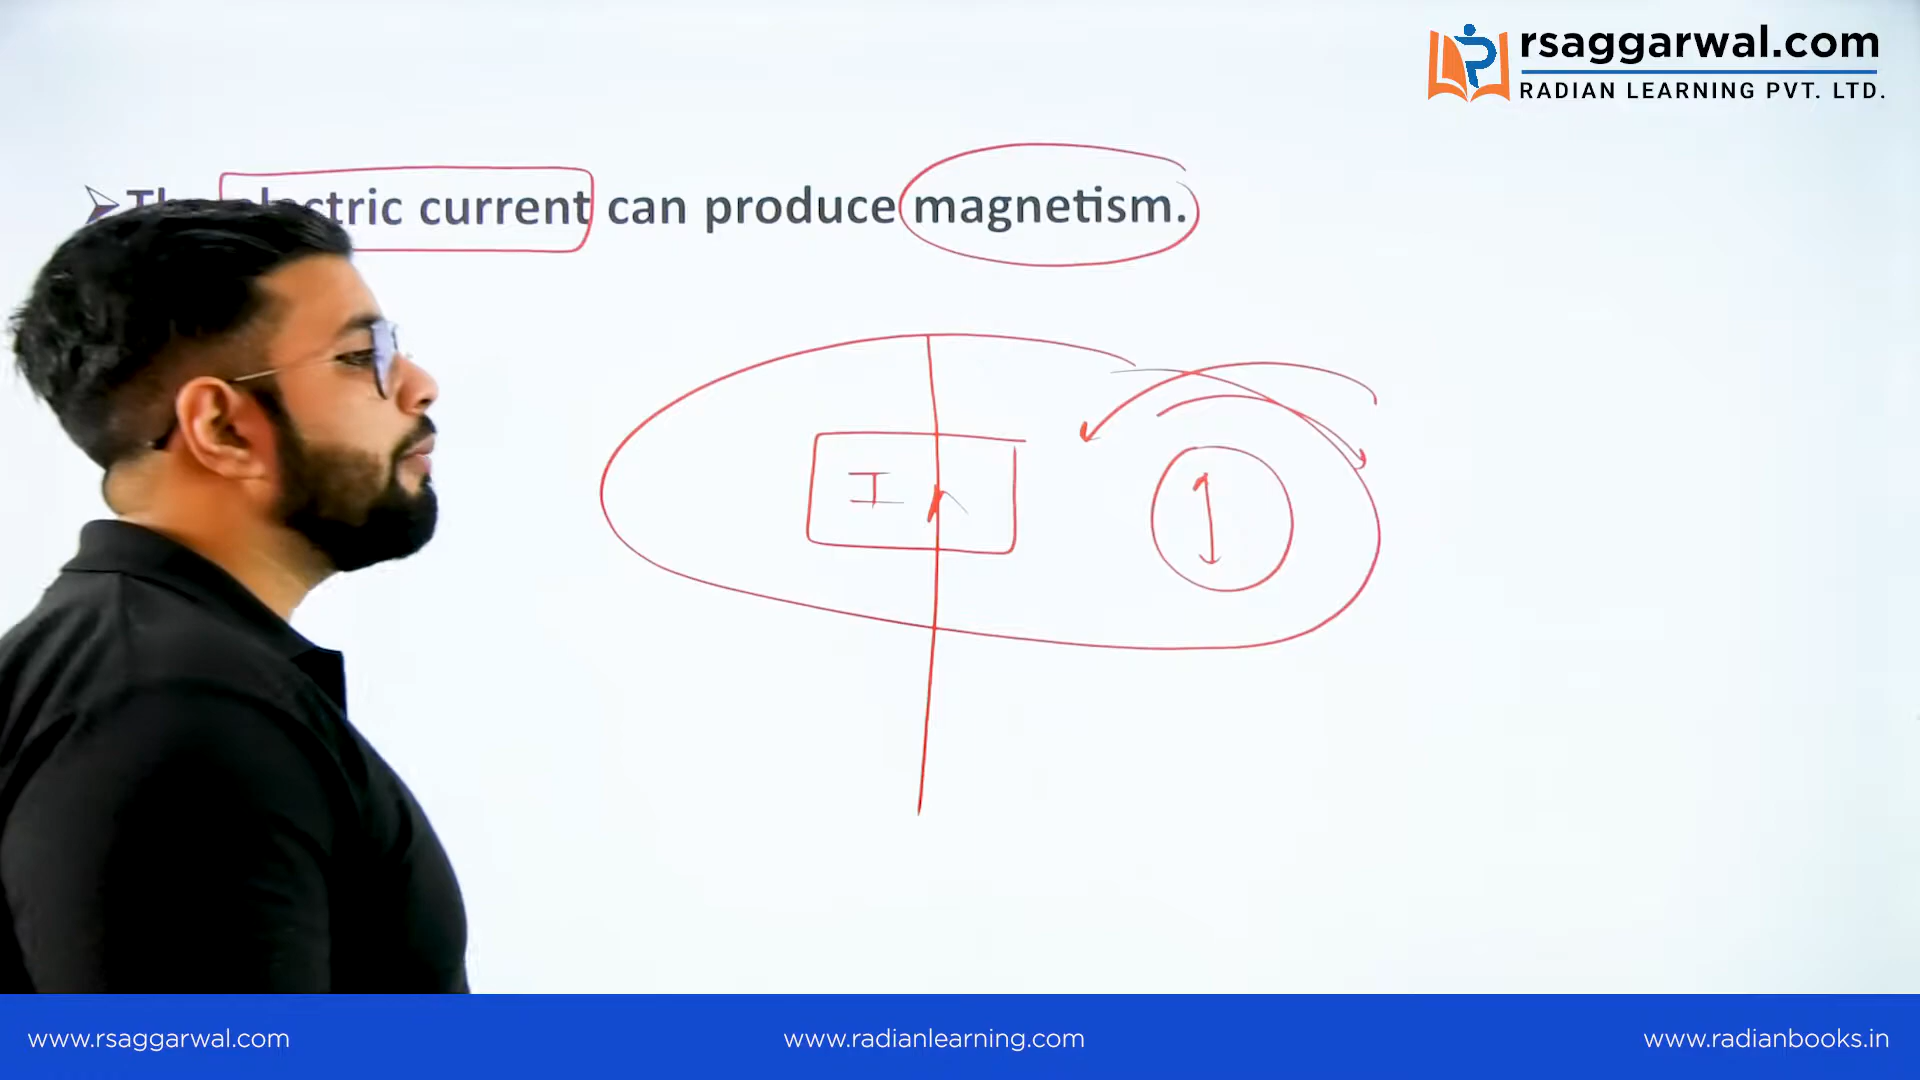 rsaggarwal.com
RADIAN LEARNING PVT. LTD.
electric current can produce magnetism.
I
www.rsaggarwal.com
www.radianlearning.com
www.radianbooks.in